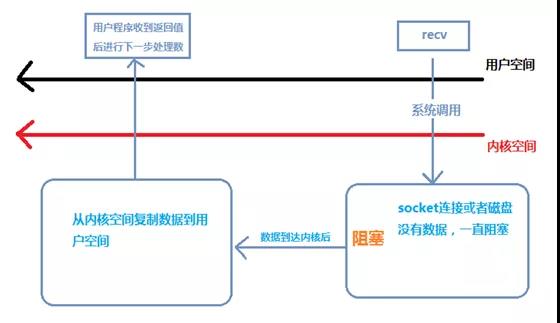 用户程序收到返回值
后进行下一步处理数
recv
用户空间
系统调用
内核空间
从内核空间复制数据到用
户空间
数据到达内核后
阻塞
socket连接或者磁盘
没有数据，一直阻塞